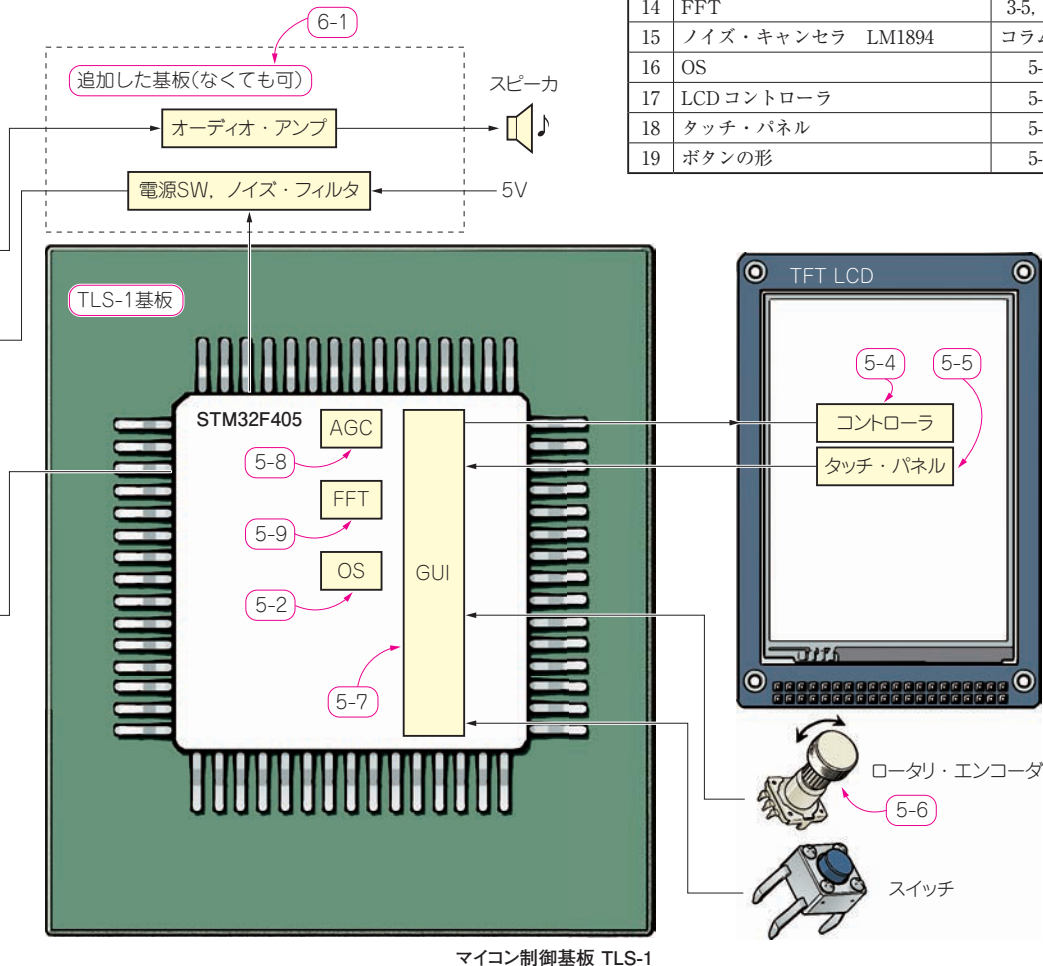 6-1
追加した基板(なくても可)
オーディオ・アンプ
スピーカ
電源SW，ノイズ・フィルタ
5V
14 FFT 3-5,
15 ノイズ・キャンセラ LM1894 コラム
16 OS 5-
17 LCDコントローラ 5-
18 タッチ・パネル 5-
19 ボタンの形 5-
TLS-1基板
STM32F405
AGC
5-8
FFT
5-9
OS
5-2
GUI
5-7
TFT LCD
5-4
5-5
コントローラ
タッチ・パネル
ロータリ・エンコーダ
5-6
スイッチ
マイコン制御基板 TLS-1